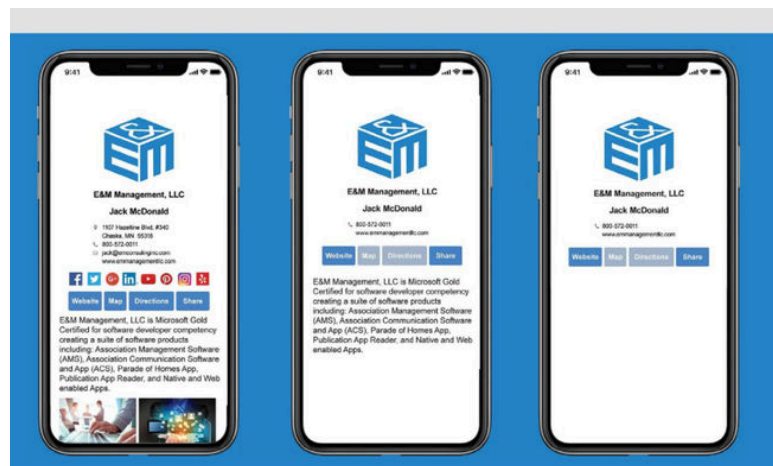 9:41
E&M
E&M Management, LLC
Jack McDonald
1107 Hazeltine Blvd, #340
Chaska, MN 55318
800-572-0011
jack@emconsultinginc.com
www.emmanagementllc.com
Website Map Directions Share
E&M Management, LLC is Microsoft Gold
Certified for software developer competency
creating a suite of software products
including: Association Management Software
(AMS), Association Communication Software
and App (ACS), Parade of Homes App,
Publication App Reader, and Native and Web
enabled Apps.
9:41
E&M
E&M Management, LLC
Jack McDonald
800-572-0011
www.emmanagementllc.com
Website Map Directions Share
E&M Management, LLC is Microsoft Gold
Certified for software developer competency
creating a suite of software products
including: Association Management Software
(AMS), Association Communication Software
and App (ACS), Parade of Homes App,
Publication App Reader, and Native and Web
enabled Apps.
9:41
E&M
E&M Management, LLC
Jack McDonald
800-572-0011
www.emmanagementllc.com
Website Map Directions Share